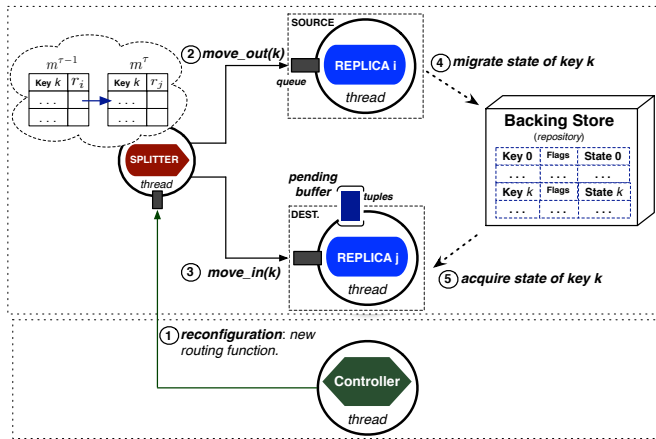 m^{τ−1}
m^τ
Key k r_i
Key k r_j
. . .
. . .
. . .
. . .
SPLITTER
thread
② move_out(k)
SOURCE
REPLICA i
queue
thread
④ migrate state of key k
Backing Store
(repository)
Key 0 Flags State 0
... ... ...
Key k Flags State k
... ... ...
pending
buffer
tuples
DEST.
REPLICA j
thread
③ move_in(k)
⑤ acquire state of key k
① reconfiguration: new
routing function.
Controller
thread